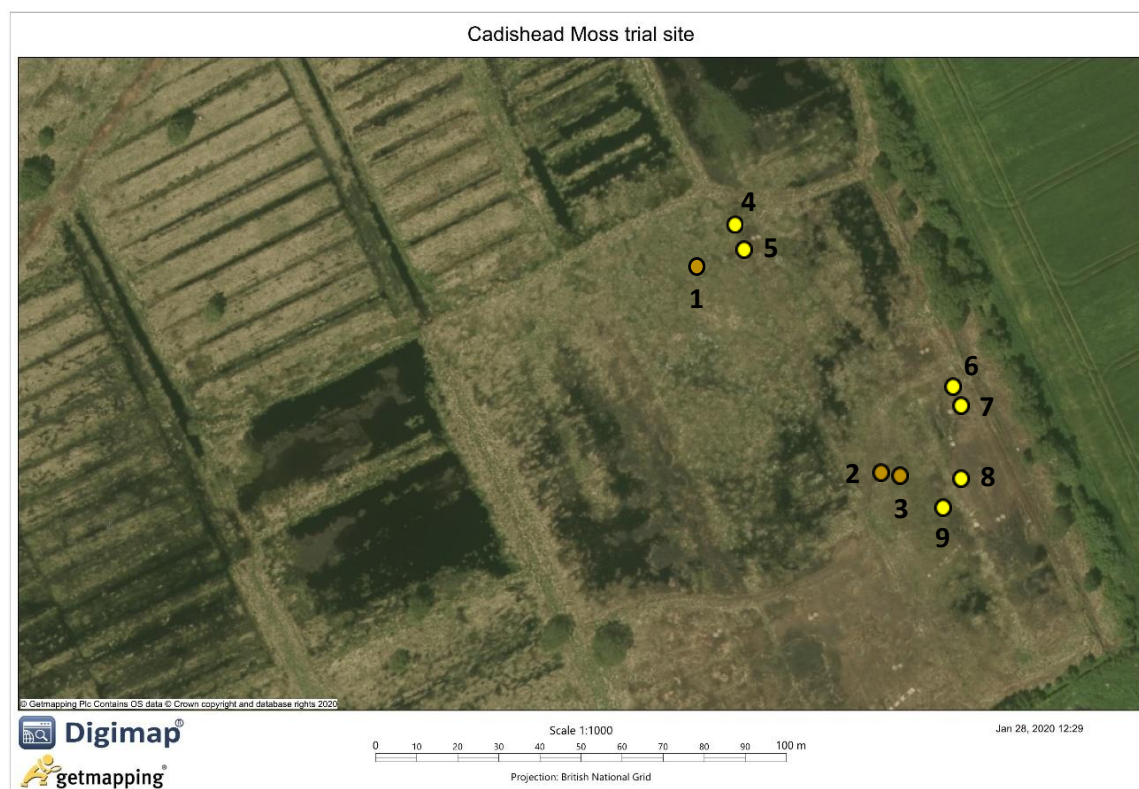 Cadishead Moss trial site
4
5
1
6
7
2
3
8
9
© Getmapping Plc Contains OS data © Crown copyright and database rights 2020
Digimap®
getmapping®
Scale 1:1000
0 10 20 30 40 50 60 70 80 90 100 m
Projection: British National Grid
Jan 28, 2020 12:29